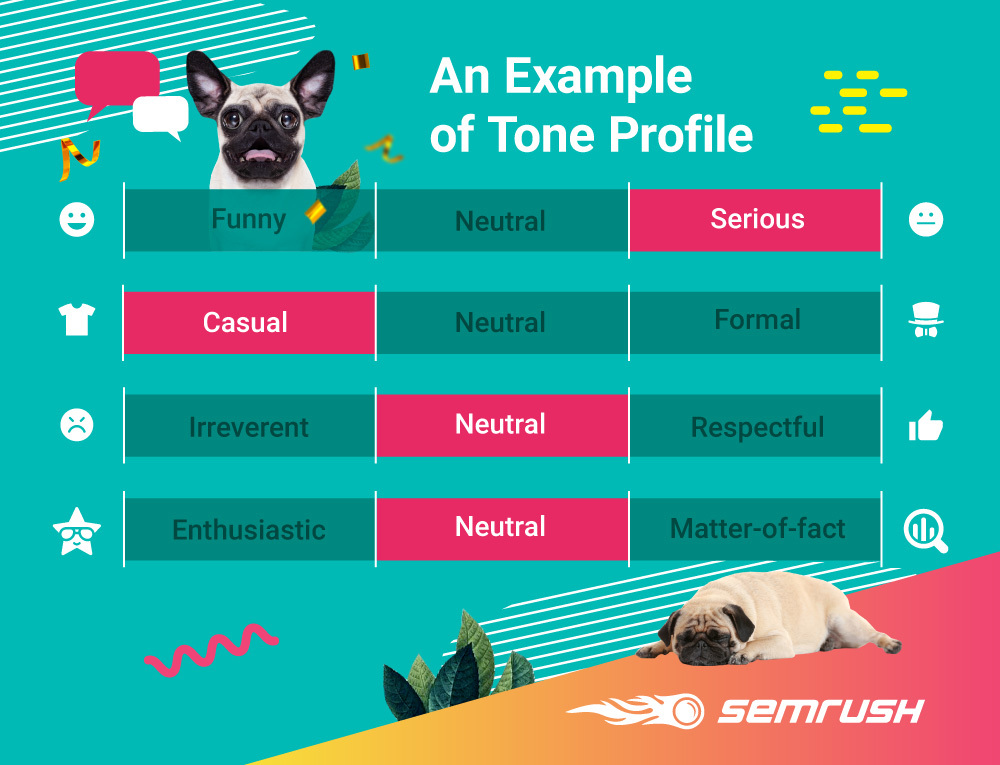 An Example
of Tone Profile
Funny Neutral Serious
Casual Neutral Formal
Irreverent Neutral Respectful
Enthusiastic Neutral Matter-of-fact
semrush